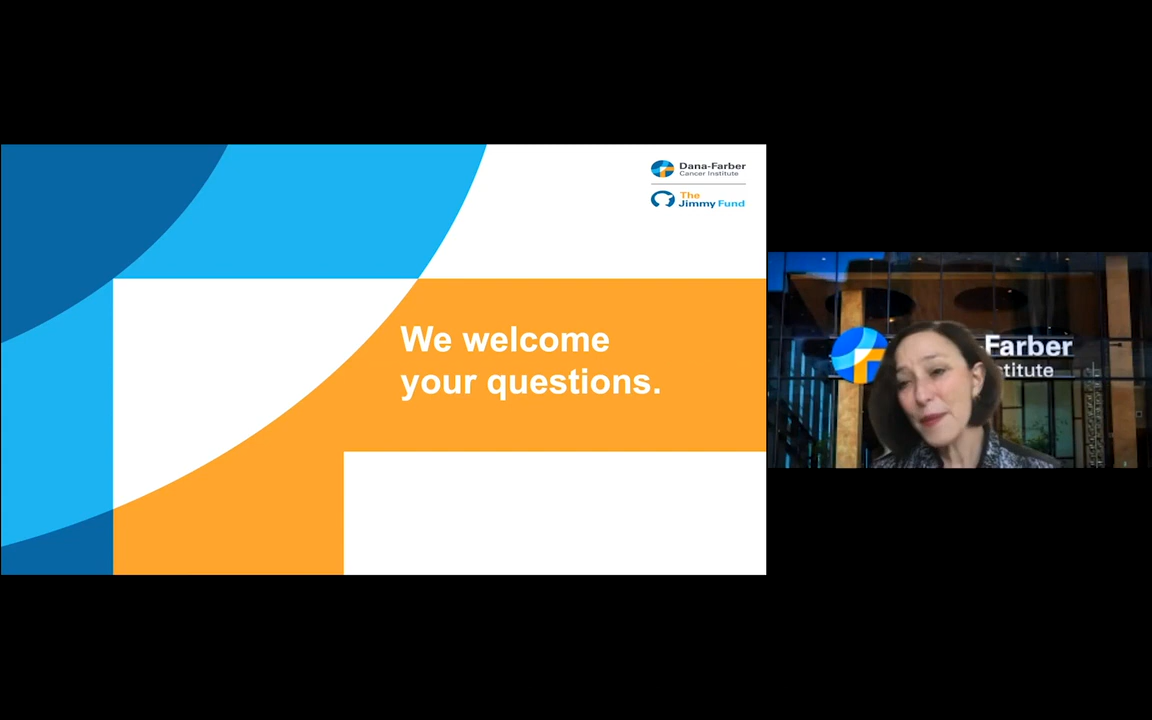 Dana-Farber
Cancer Institute
The
Jimmy Fund
We welcome
your questions.
-Farber
stitute